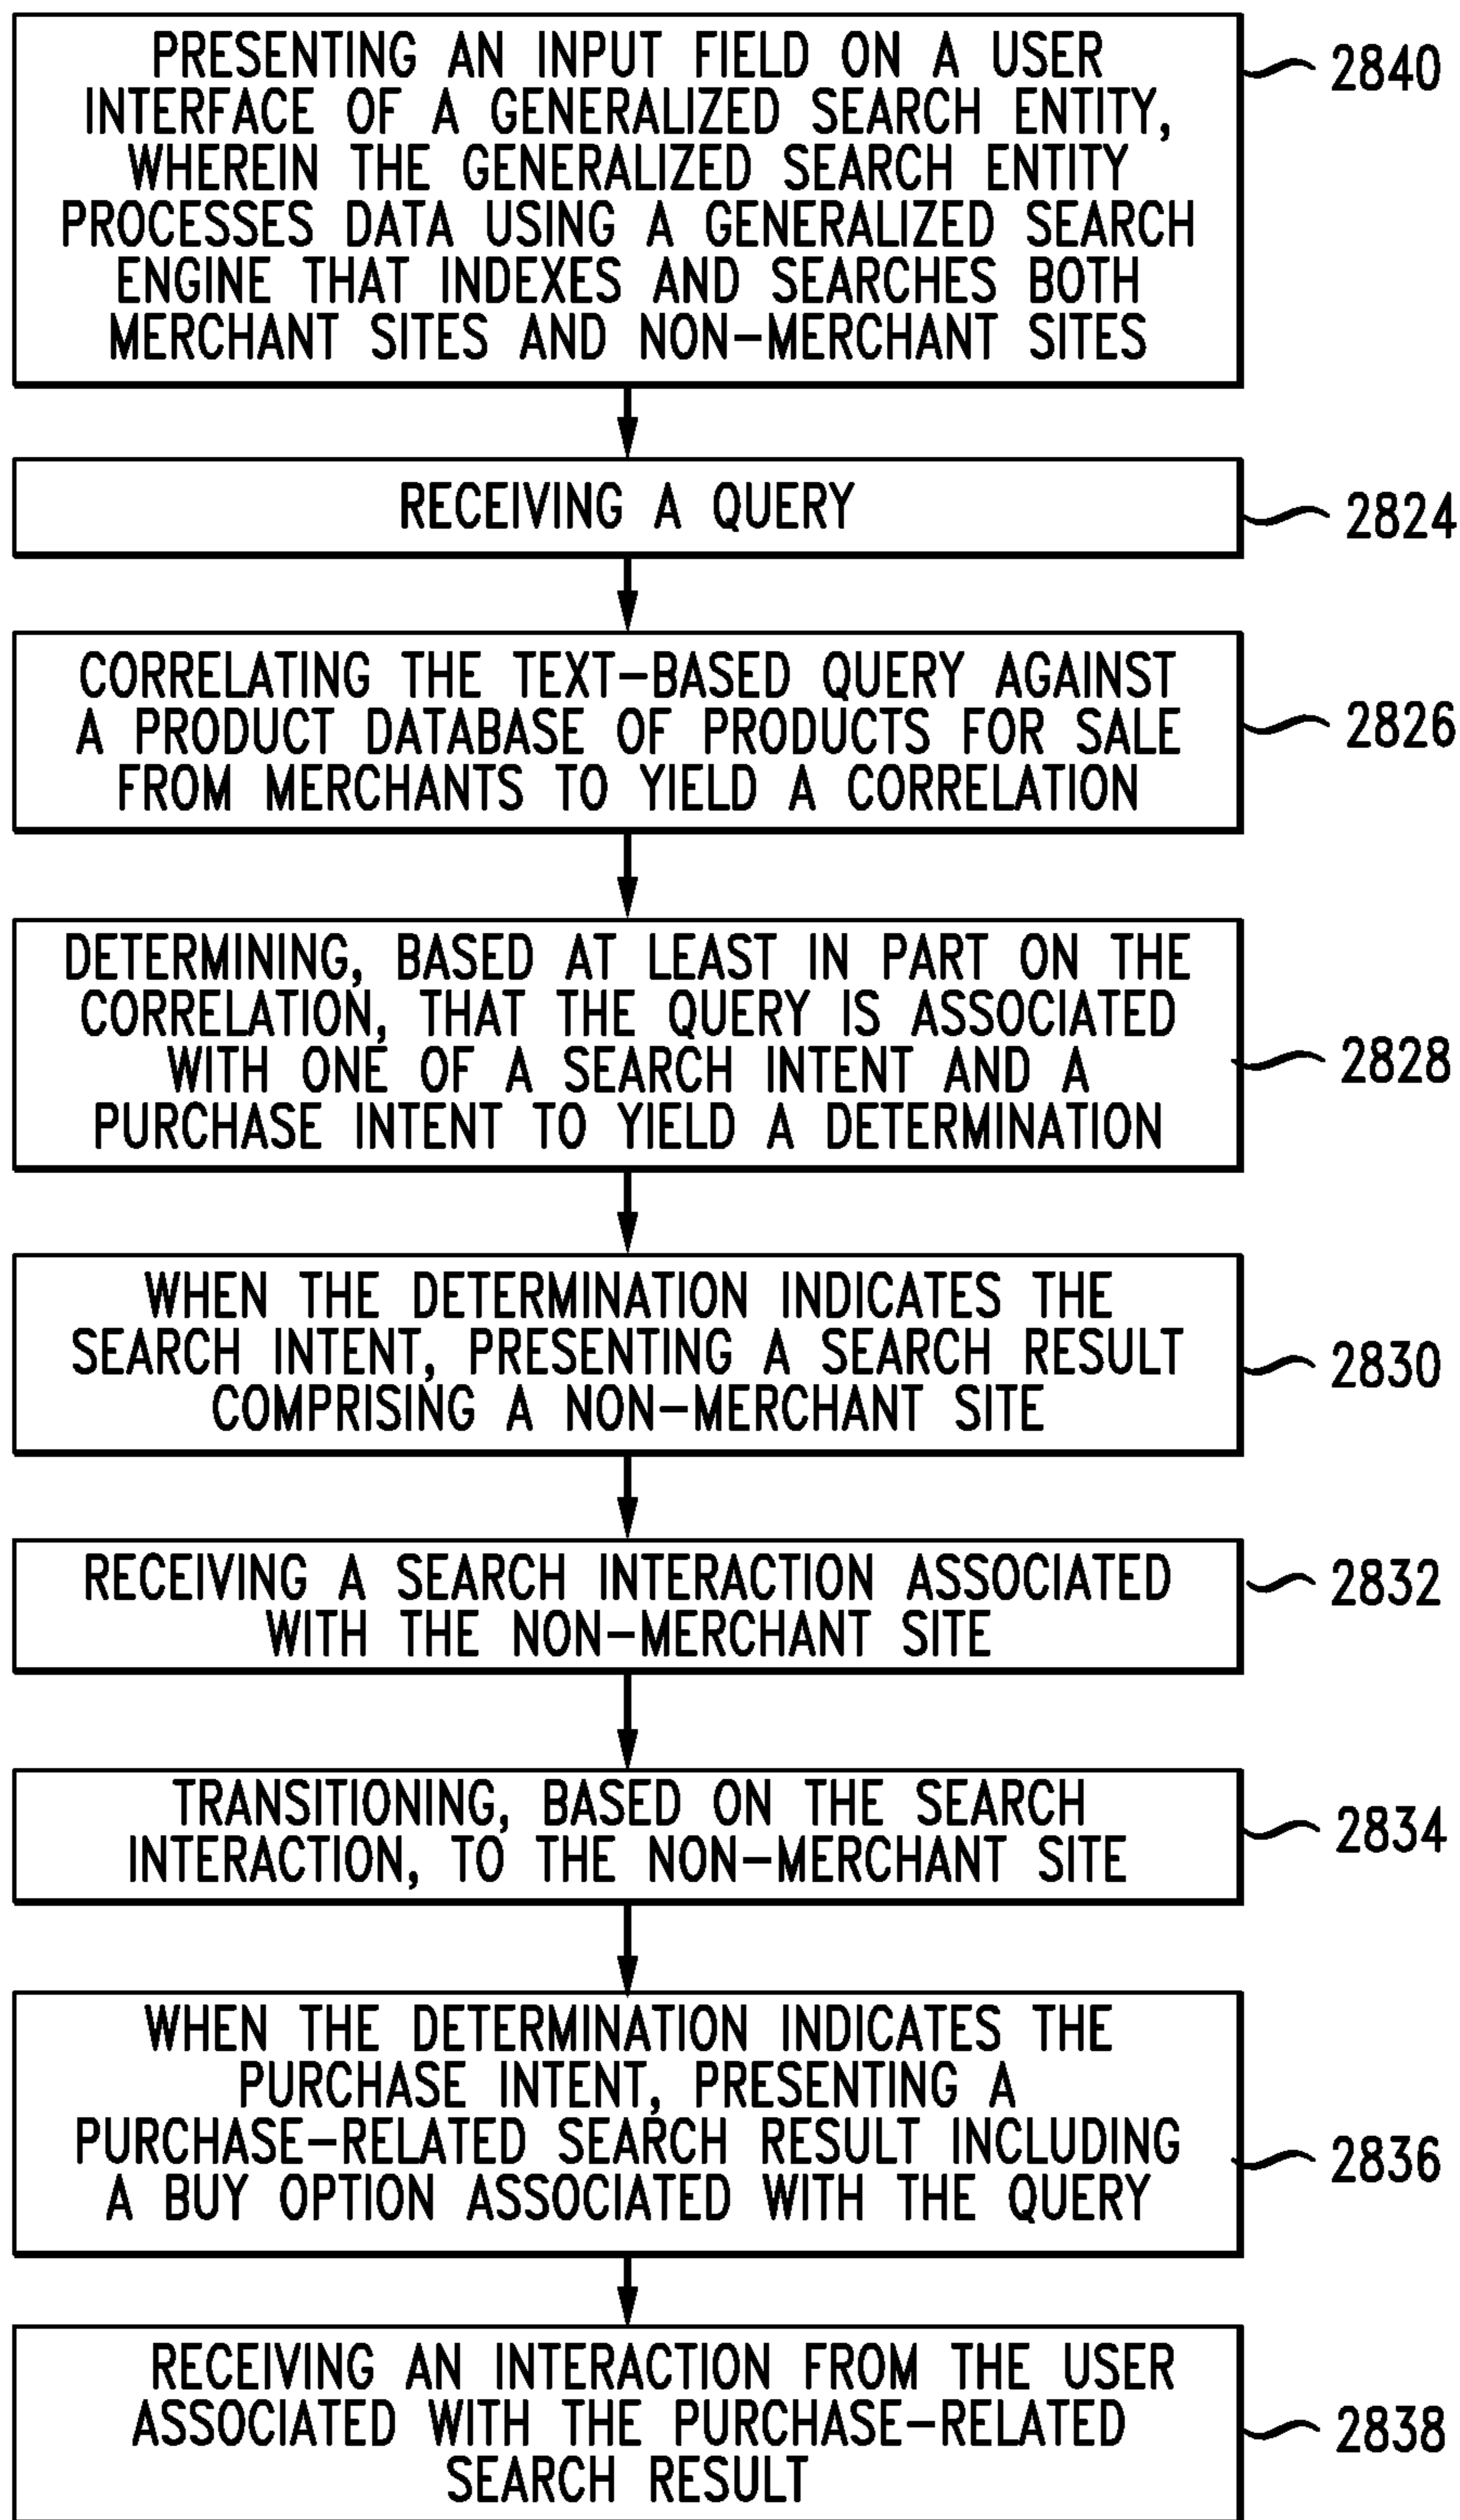 PRESENTING AN INPUT FIELD ON A USER
INTERFACE OF A GENERALIZED SEARCH ENTITY,
WHEREIN THE GENERALIZED SEARCH ENTITY
PROCESSES DATA USING A GENERALIZED SEARCH
ENGINE THAT INDEXES AND SEARCHES BOTH
MERCHANT SITES AND NON-MERCHANT SITES
2840
RECEIVING A QUERY
2824
CORRELATING THE TEXT-BASED QUERY AGAINST
A PRODUCT DATABASE OF PRODUCTS FOR SALE
FROM MERCHANTS TO YIELD A CORRELATION
2826
DETERMINING, BASED AT LEAST IN PART ON THE
CORRELATION, THAT THE QUERY IS ASSOCIATED
WITH ONE OF A SEARCH INTENT AND A
PURCHASE INTENT TO YIELD A DETERMINATION
2828
WHEN THE DETERMINATION INDICATES THE
SEARCH INTENT, PRESENTING A SEARCH RESULT
COMPRISING A NON-MERCHANT SITE
2830
RECEIVING A SEARCH INTERACTION ASSOCIATED
WITH THE NON-MERCHANT SITE
2832
TRANSITIONING, BASED ON THE SEARCH
INTERACTION, TO THE NON-MERCHANT SITE
2834
WHEN THE DETERMINATION INDICATES THE
PURCHASE INTENT, PRESENTING A
PURCHASE-RELATED SEARCH RESULT INCLUDING
A BUY OPTION ASSOCIATED WITH THE QUERY
2836
RECEIVING AN INTERACTION FROM THE USER
ASSOCIATED WITH THE PURCHASE-RELATED
SEARCH RESULT
2838